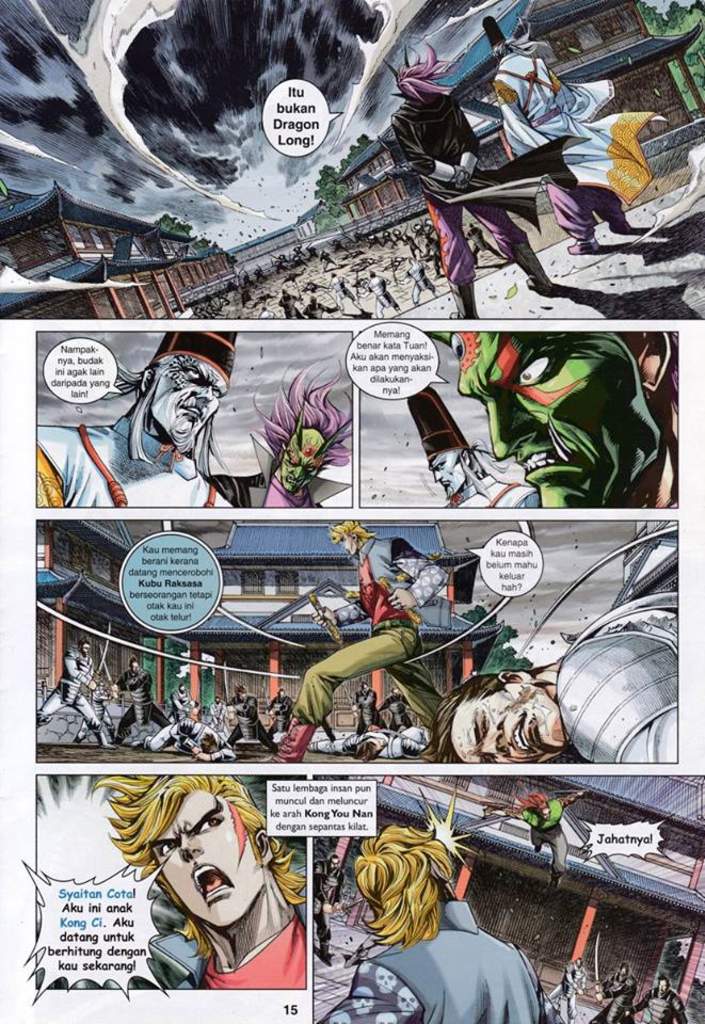 Itu
bukan
Dragon
Long!
Nampak-
nya, budak
ini agak lain
daripada yang
lain!
Memang
benar kata Tuan!
Aku akan menyaksi-
kan apa yang
dilakukan-
nya!
Kau memang
berani kerana
datang mencerobohi
Kubu Raksasa
berseorangan tetapi
otak kau ini
otak telur!
Kenapa
kau masih
belum mahu
keluar
hah?
Satu lembaga insan pun
muncul dan meluncur
ke arah Kong You Nan
dengan sepantas kilat.
Syaitan Cota!
Aku ini anak
Kong Ci. Aku
datang untuk
berhitung dengan
kau sekarang!
Jahatnya!
15